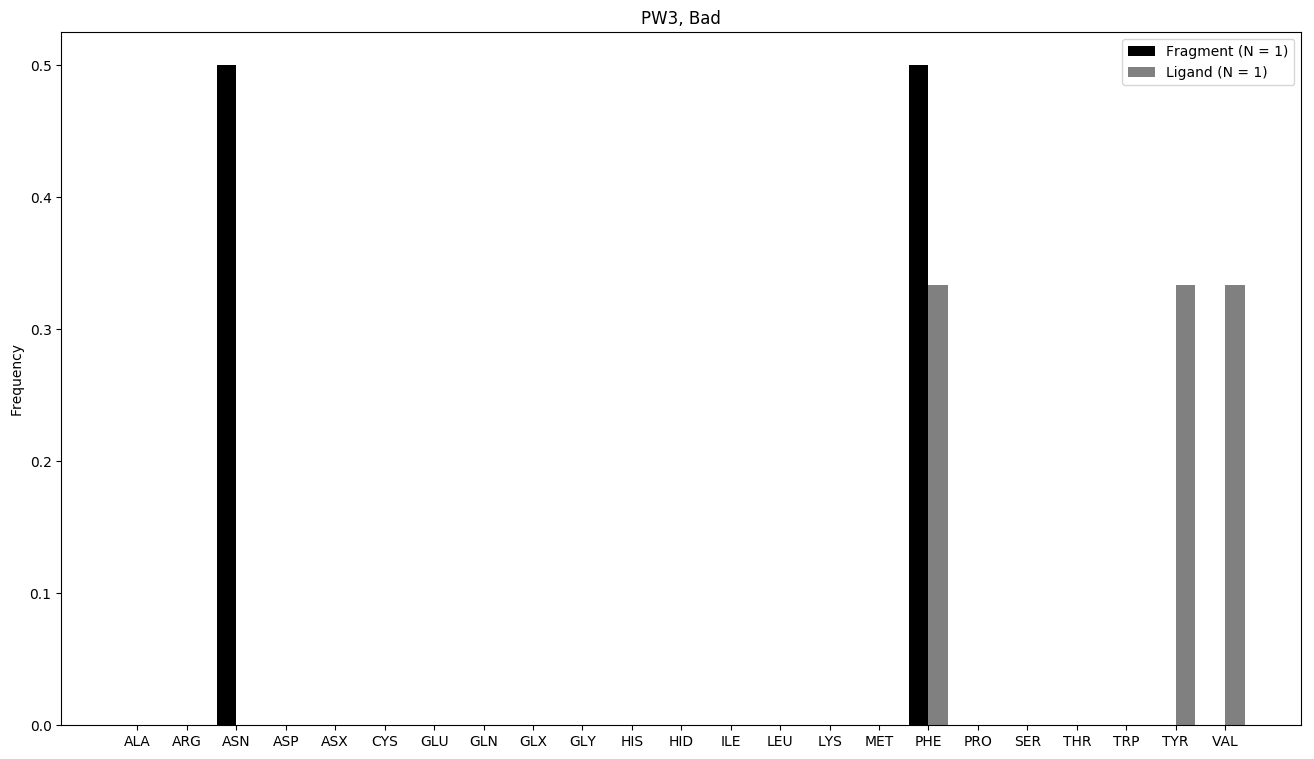 PW3, Bad
Fragment (N = 1)
Ligand (N = 1)
Frequency
0.5
0.4
0.3
0.2
0.1
0.0
ALA ARG ASN ASP ASX CYS GLU GLN GLX GLY HIS HID ILE LEU LYS MET PHE PRO SER THR TRP TYR VAL